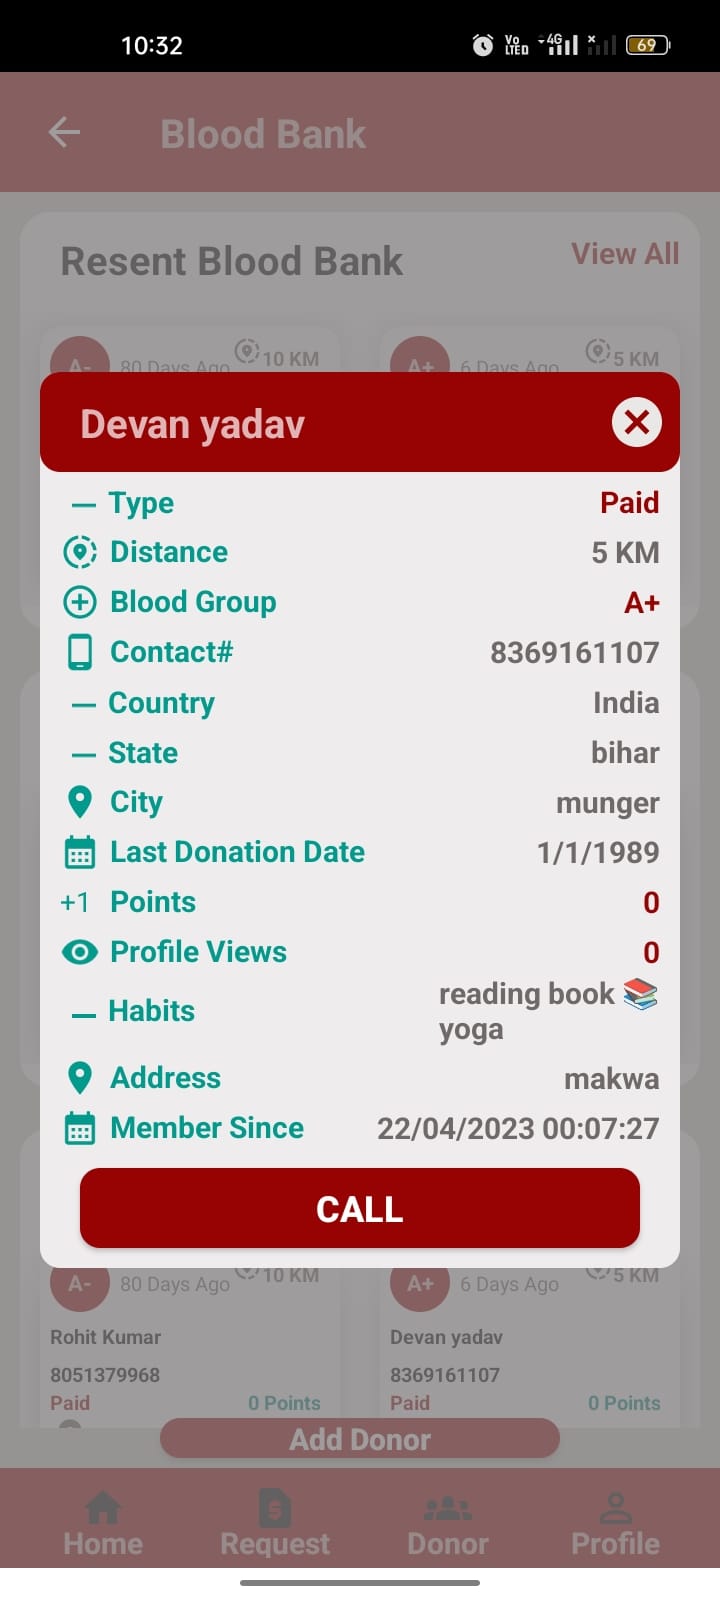 10:32
Vo LTED 4G 69
Blood Bank
Resent Blood Bank View All
A- 80 Days Ago 10 KM A+ 6 Days Ago 5 KM
Devan yadav
Type Paid
Distance 5 KM
Blood Group A+
Contact# 8369161107
Country India
State bihar
City munger
Last Donation Date 1/1/1989
+1 Points 0
Profile Views 0
Habits reading book 📚
yoga
Address makwa
Member Since 22/04/2023 00:07:27
CALL
A- 80 Days Ago 10 KM A+ 6 Days Ago 5 KM
Rohit Kumar Devan yadav
8051379968 8369161107
Paid 0 Points Paid 0 Points
Add Donor
Home Request Donor Profile